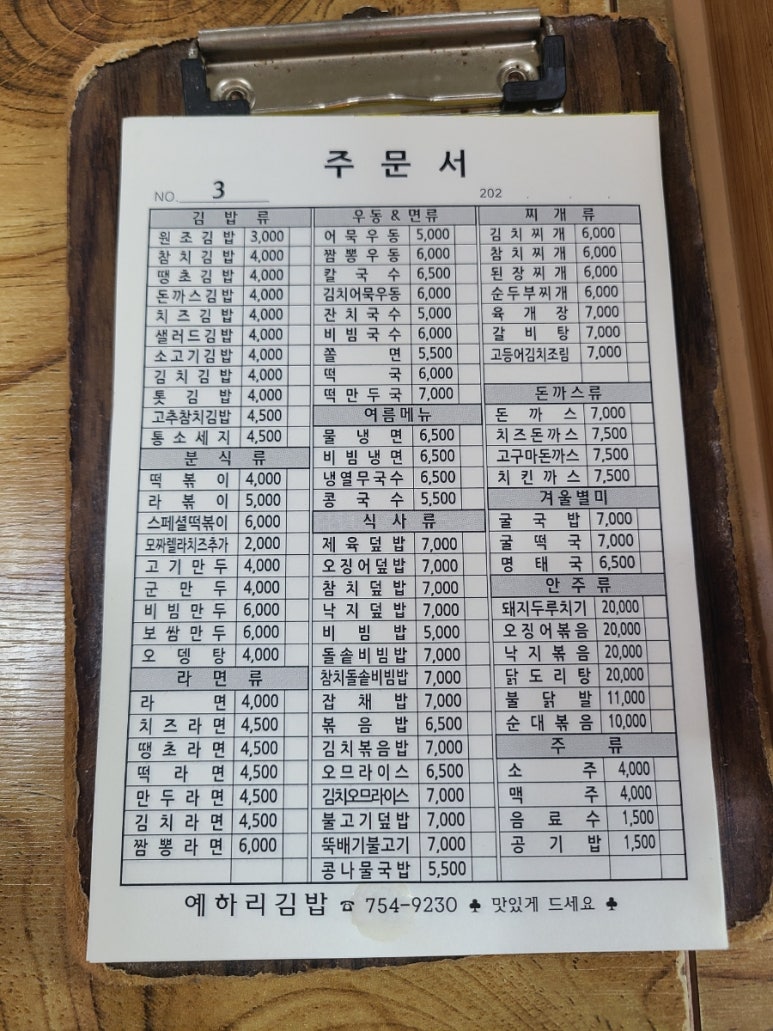 주문서
NO. 3
202 . . . .
김밥류
원조김밥 3,000
참치김밥 4,000
땡초김밥 4,000
돈까스김밥 4,000
치즈김밥 4,000
샐러드김밥 4,000
소고기김밥 4,000
김치김밥 4,000
톳김밥 4,000
고추참치김밥 4,500
통소세지 4,500
분식류
떡볶이 4,000
라볶이 5,000
스페셜떡볶이 6,000
모짜렐라치즈추가 2,000
고기만두 4,000
군만두 4,000
비빔만두 6,000
보쌈만두 6,000
오뎅탕 4,000
라면류
라면 4,000
치즈라면 4,500
땡초라면 4,500
떡라면 4,500
만두라면 4,500
김치라면 4,500
짬뽕라면 6,000
우동&면류
어묵우동 5,000
짬뽕우동 6,000
칼국수 6,500
김치어묵우동 6,000
잔치국수 5,000
비빔국수 6,000
쫄면 5,500
떡국 6,000
떡만두국 7,000
여름메뉴
물냉면 6,500
비빔냉면 6,500
냉열무국수 6,500
콩국수 5,500
식사류
제육덮밥 7,000
오징어덮밥 7,000
참치덮밥 7,000
낙지덮밥 7,000
비빔밥 5,000
돌솥비빔밥 7,000
참치돌솥비빔밥 7,000
잡채밥 7,000
볶음밥 6,500
김치볶음밥 7,000
오므라이스 6,500
김치오므라이스 7,000
불고기덮밥 7,000
뚝배기불고기 7,000
콩나물국밥 5,500
찌개류
김치찌개 6,000
참치찌개 6,000
된장찌개 6,000
순두부찌개 6,000
육개장 7,000
갈비탕 7,000
고등어김치조림 7,000
돈까스류
돈까스 7,000
치즈돈까스 7,500
고구마돈까스 7,500
치킨까스 7,500
겨울별미
굴국밥 7,000
굴떡국 7,000
명태국 6,500
안주류
돼지두루치기 20,000
오징어볶음 20,000
낙지볶음 20,000
닭도리탕 20,000
불닭발 11,000
순대볶음 10,000
주류
소주 4,000
맥주 4,000
음료수 1,500
공기밥 1,500
예하리김밥 ☎ 754-9230 ♣ 맛있게 드세요 ♣